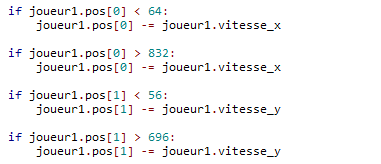 if joueur1.pos[0] < 64:
    joueur1.pos[0] -= joueur1.vitesse_x
if joueur1.pos[0] > 832:
    joueur1.pos[0] -= joueur1.vitesse_x
if joueur1.pos[1] < 56:
    joueur1.pos[1] -= joueur1.vitesse_y
if joueur1.pos[1] > 696:
    joueur1.pos[1] -= joueur1.vitesse_y